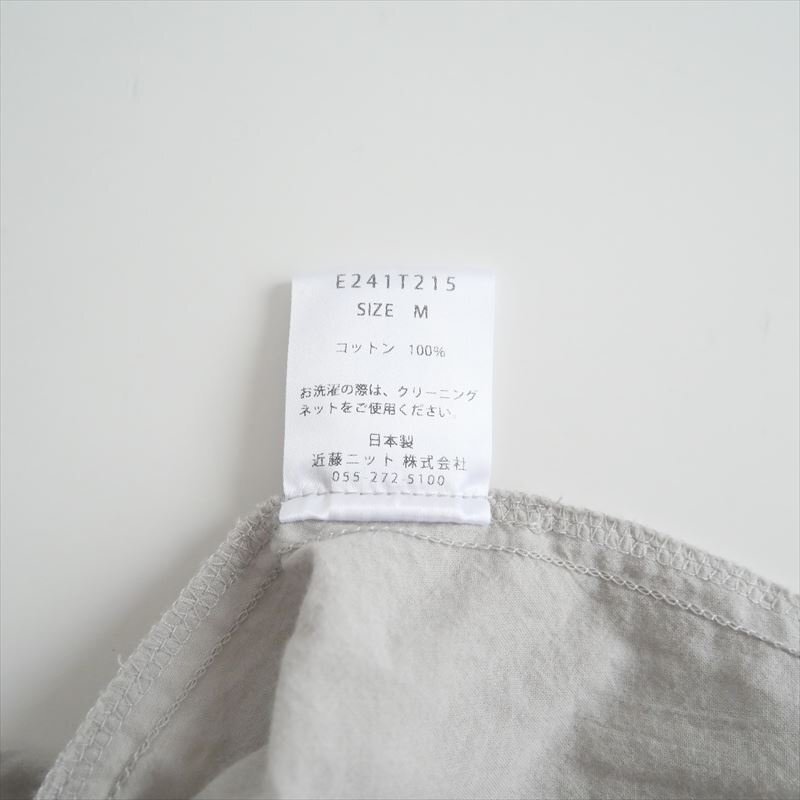 E241T215
SIZE M
コットン 100%
お洗濯の際は、クリーニング
ネットをご使用ください。
日本製
近藤ニット 株式会社
055-272-5100